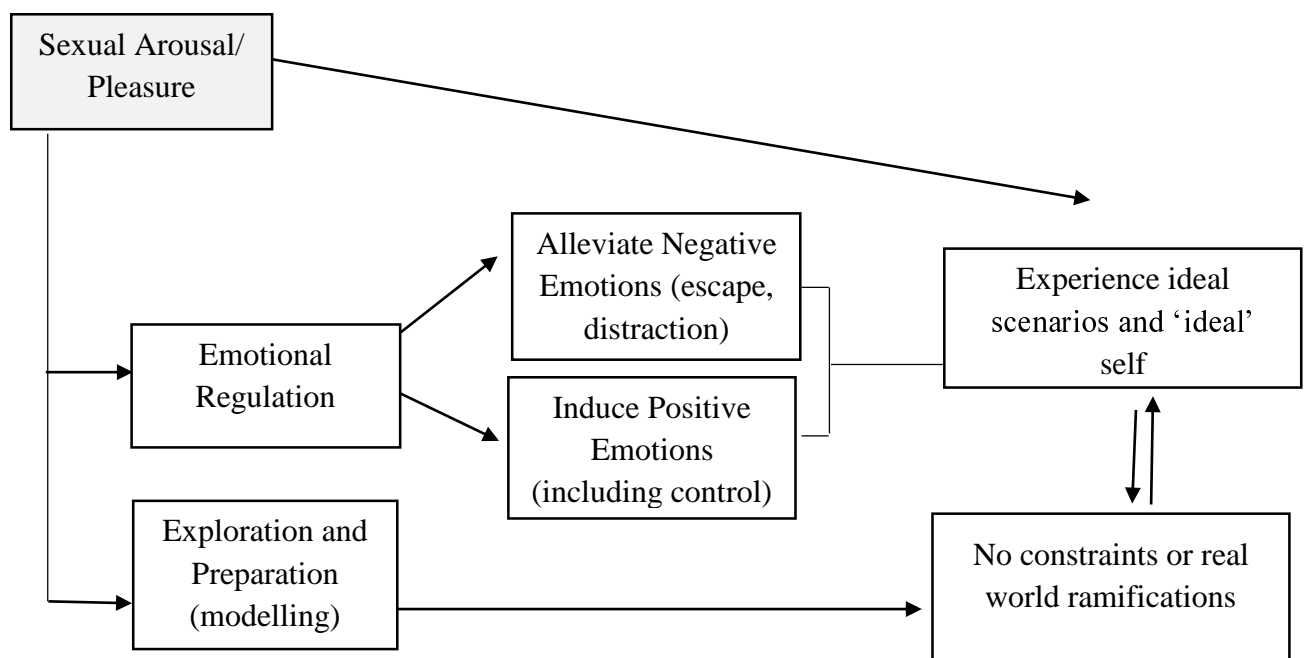 Sexual Arousal/
Pleasure
Alleviate Negative
Emotions (escape,
distraction)
Experience ideal
scenarios and ‘ideal’
self
Emotional
Regulation
Induce Positive
Emotions
(including control)
Exploration and
Preparation
(modelling)
No constraints or real
world ramifications